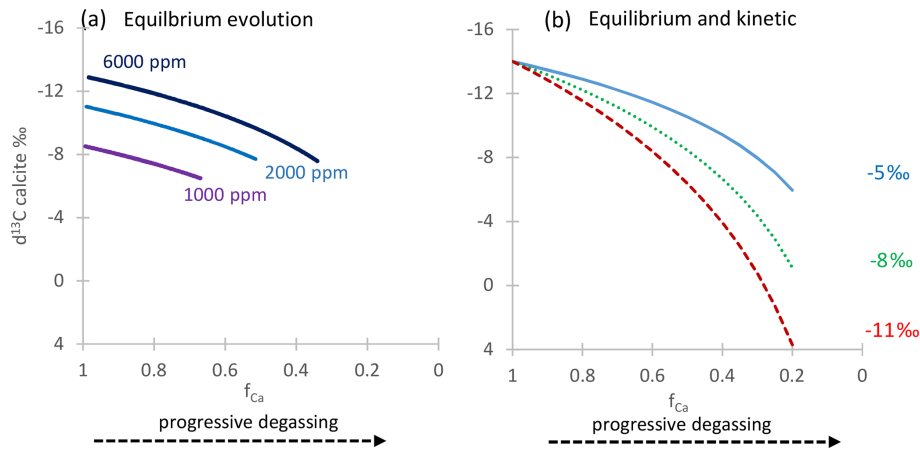 (a) Equilbrium evolution
-16
-12
-8
-4
0
4
d13C calcite ‰
6000 ppm
2000 ppm
1000 ppm
1 0.8 0.6 0.4 0.2 0
fCa
progressive degassing
(b) Equilibrium and kinetic
-16
-12
-8
-4
0
4
-5‰
-8‰
-11‰
1 0.8 0.6 0.4 0.2 0
fCa
progressive degassing